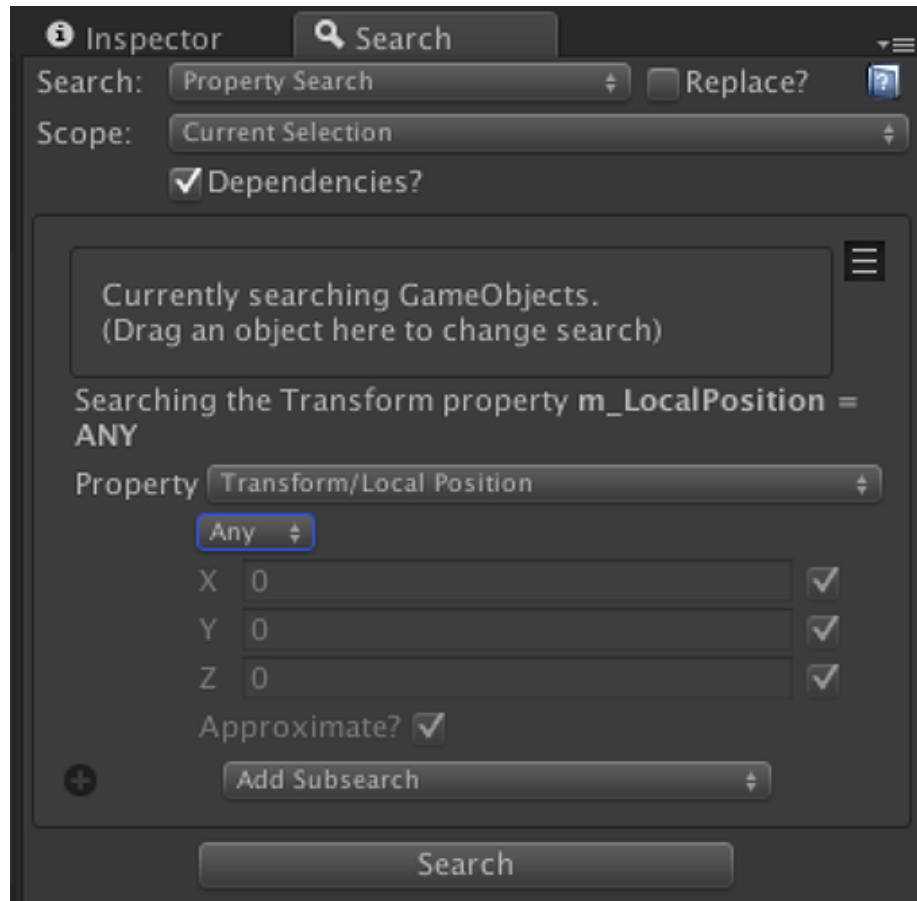 Inspector Search
Search: Property Search Replace?
Scope: Current Selection
Dependencies?
Currently searching GameObjects.
(Drag an object here to change search)
Searching the Transform property m_LocalPosition =
ANY
Property Transform/Local Position
Any
X 0
Y 0
Z 0
Approximate?
Add Subsearch
Search